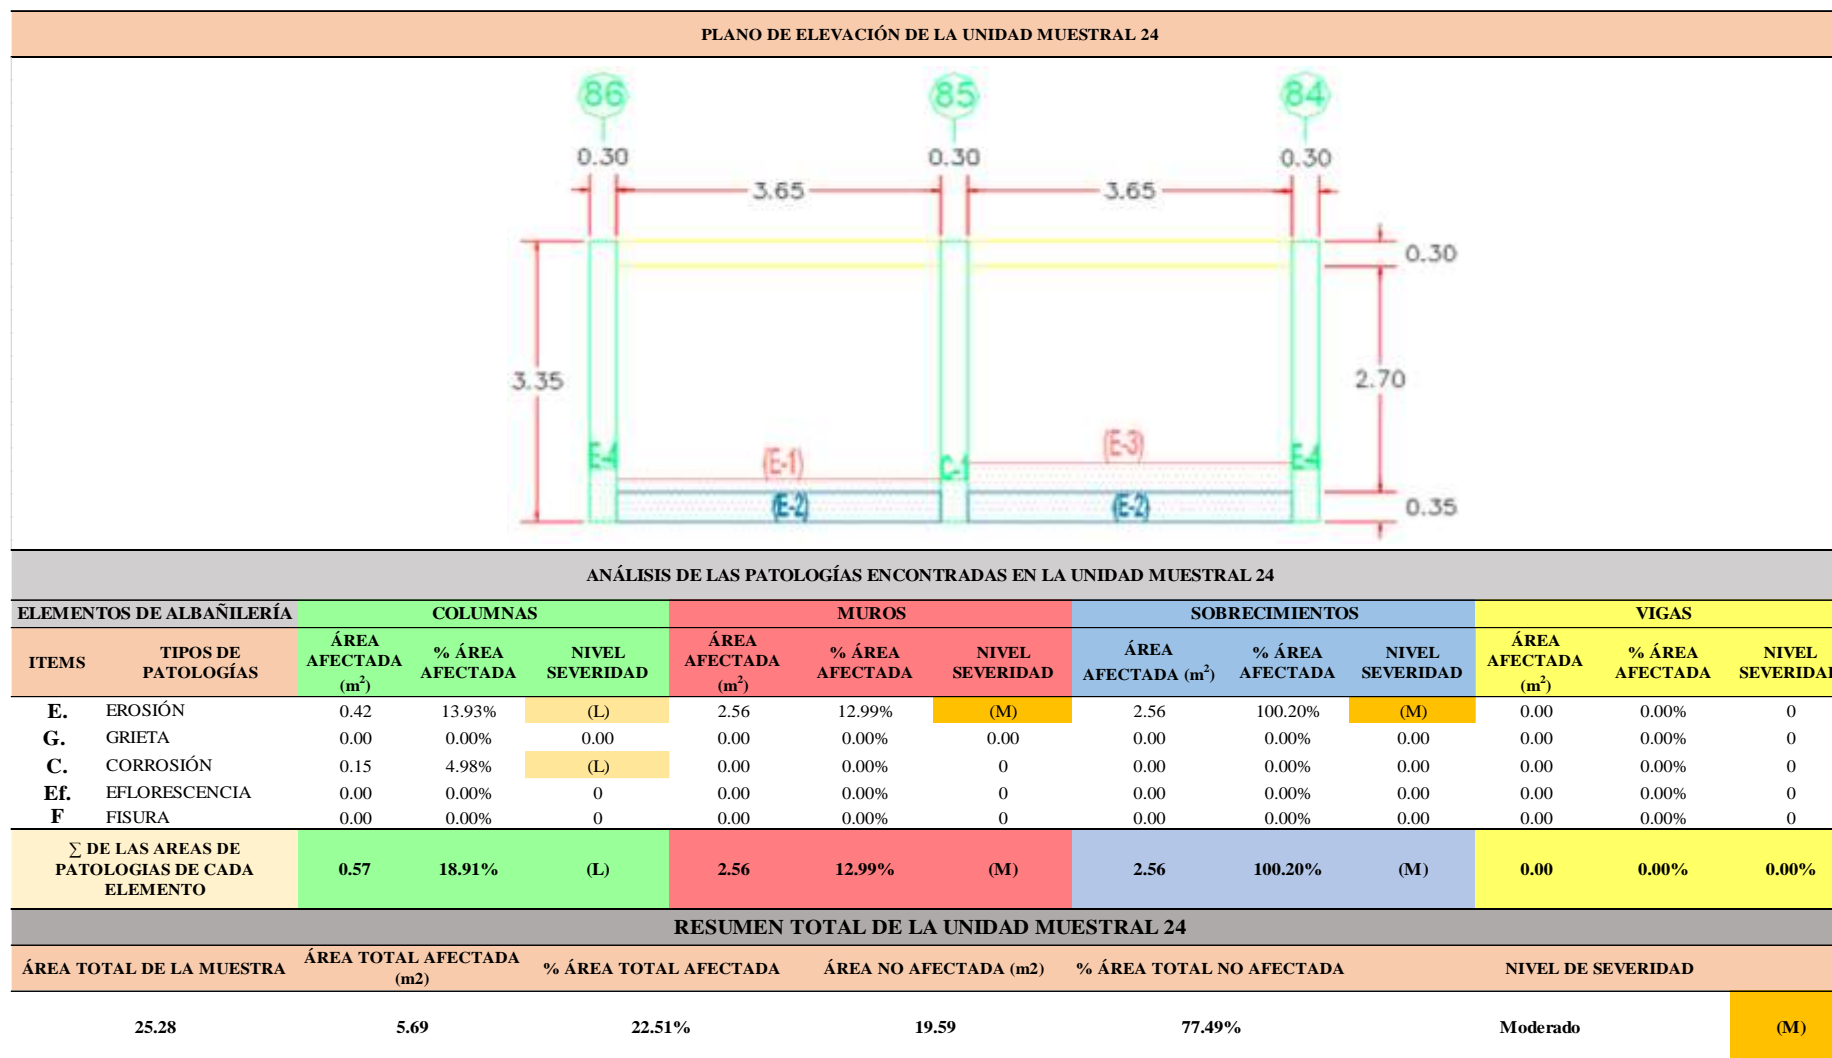 PLANO DE ELEVACIÓN DE LA UNIDAD MUESTRAL 24
86 85 84
0.30 0.30 0.30
3.65 3.65
0.30
3.35 2.70
E-4 (E-1) C-1 (E-3) E-4
(E-2) (E-2) 0.35
ANÁLISIS DE LAS PATOLOGÍAS ENCONTRADAS EN LA UNIDAD MUESTRAL 24
ELEMENTOS DE ALBAÑILERÍA COLUMNAS MUROS SOBRECIMIENTOS VIGAS
ITEMS TIPOS DE PATOLOGÍAS ÁREA AFECTADA (m²) % ÁREA AFECTADA NIVEL SEVERIDAD ÁREA AFECTADA (m²) % ÁREA AFECTADA NIVEL SEVERIDAD ÁREA AFECTADA (m²) % ÁREA AFECTADA NIVEL SEVERIDAD ÁREA AFECTADA (m²) % ÁREA AFECTADA NIVEL SEVERIDAD
E. EROSIÓN 0.42 13.93% (L) 2.56 12.99% (M) 2.56 100.20% (M) 0.00 0.00% 0
G. GRIETA 0.00 0.00% 0.00 0.00 0.00% 0.00 0.00 0.00% 0.00 0.00 0.00% 0
C. CORROSIÓN 0.15 4.98% (L) 0.00 0.00% 0 0.00 0.00% 0.00 0.00 0.00% 0
Ef. EFLORESCENCIA 0.00 0.00% 0 0.00 0.00% 0 0.00 0.00% 0.00 0.00 0.00% 0
F FISURA 0.00 0.00% 0 0.00 0.00% 0 0.00 0.00% 0.00 0.00 0.00% 0
∑ DE LAS AREAS DE PATOLOGIAS DE CADA ELEMENTO 0.57 18.91% (L) 2.56 12.99% (M) 2.56 100.20% (M) 0.00 0.00% 0.00%
RESUMEN TOTAL DE LA UNIDAD MUESTRAL 24
ÁREA TOTAL DE LA MUESTRA ÁREA TOTAL AFECTADA (m2) % ÁREA TOTAL AFECTADA ÁREA NO AFECTADA (m2) % ÁREA TOTAL NO AFECTADA NIVEL DE SEVERIDAD
25.28 5.69 22.51% 19.59 77.49% Moderado (M)